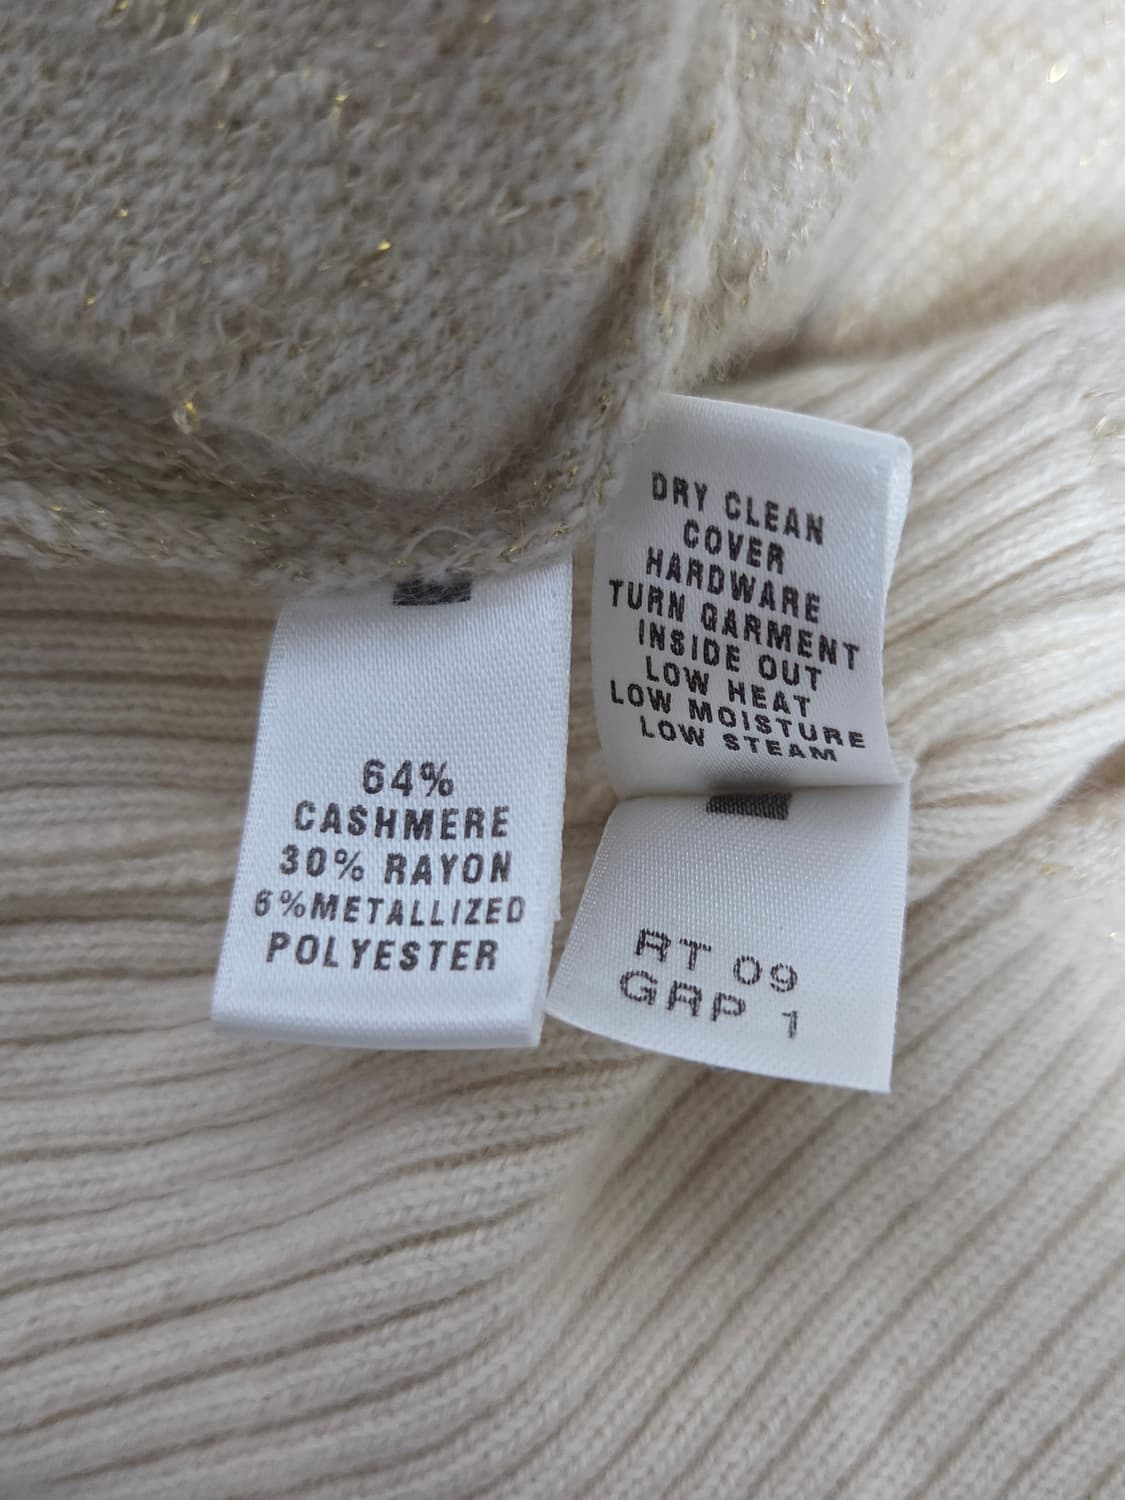 64%
CASHMERE
30% RAYON
6%METALLIZED
POLYESTER
DRY CLEAN
COVER
HARDWARE
TURN GARMENT
INSIDE OUT
LOW HEAT
LOW MOISTURE
LOW STEAM
RT 09
GRP 1